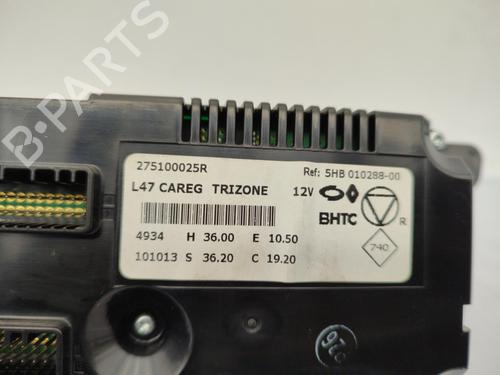 B-PARTS
275100025R
Ref: 5HB 010288-00
L47 CAREG TRIZONE 12V
BHTC
R
4934 H 36.00 E 10.50
740
101013 S 36.20 C 19.20